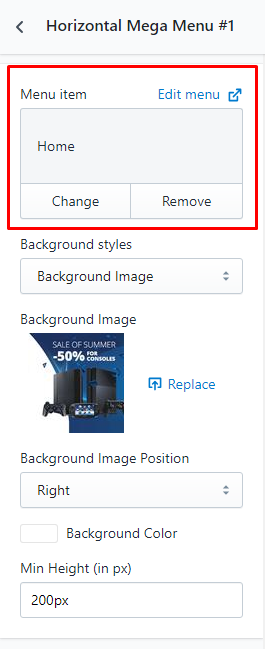 Horizontal Mega Menu #1
Menu item Edit menu
Home
Change Remove
Background styles
Background Image
Background Image
SALE OF SUMMER
-50% FOR
CONSOLES
Replace
Background Image Position
Right
Background Color
Min Height (in px)
200px